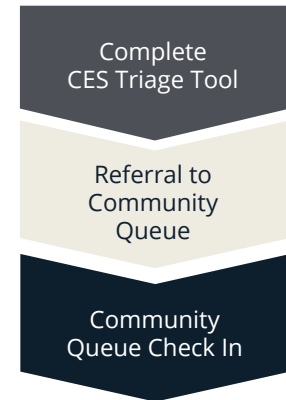 Complete
CES Triage Tool
Referral to
Community
Queue
Community
Queue Check In